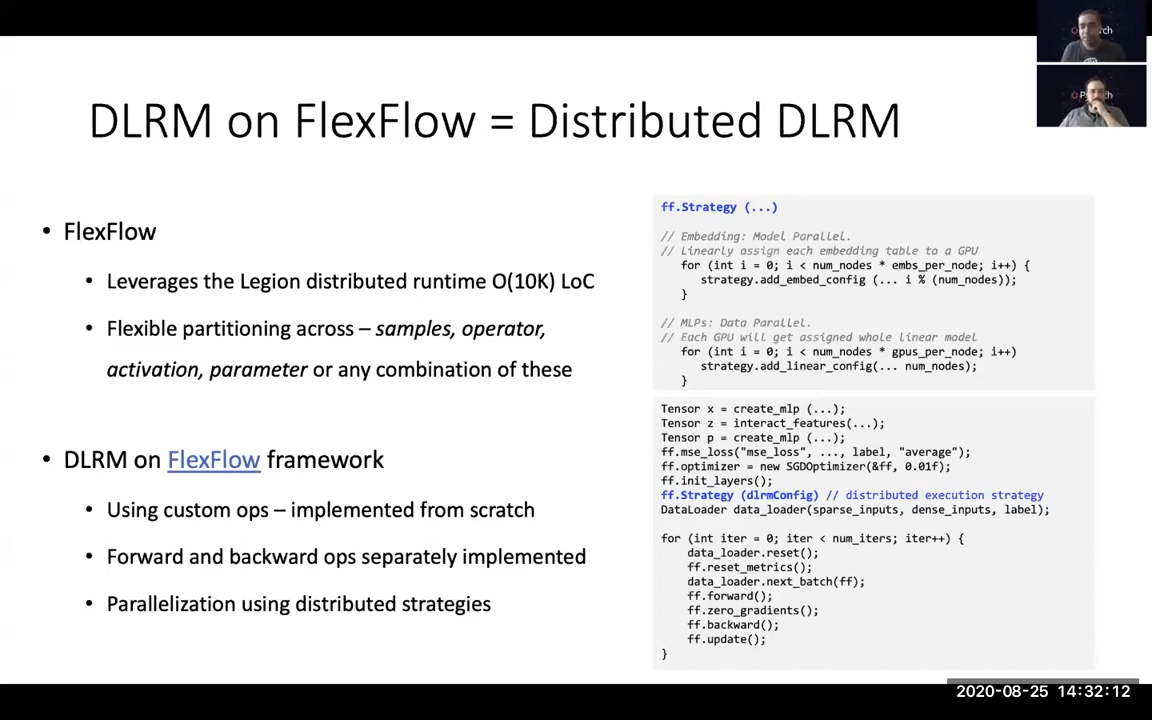 DLRM on FlexFlow = Distributed DLRM
• FlexFlow
• Leverages the Legion distributed runtime O(10K) LoC
• Flexible partitioning across – samples, operator,
activation, parameter or any combination of these
• DLRM on FlexFlow framework
• Using custom ops – implemented from scratch
• Forward and backward ops separately implemented
• Parallelization using distributed strategies
ff.Strategy (...)
// Embedding: Model Parallel.
// Linearly assign each embedding table to a GPU
for (int i = 0; i < num_nodes * embs_per_node; i++) {
strategy.add_embed_config (... i % (num_nodes));
}
// MLPs: Data Parallel.
// Each GPU will get assigned whole linear model
for (int i = 0; i < num_nodes * gpus_per_node; i++)
strategy.add_linear_config(... num_nodes);
}
Tensor x = create_mlp (...);
Tensor z = interact_features(...);
Tensor p = create_mlp (...);
ff.mse_loss("mse_loss", ..., label, "average");
ff.optimizer = new SGDOptimizer(&ff, 0.01f);
ff.init_layers();
ff.Strategy (dlrmConfig) // distributed execution strategy
DataLoader data_loader(sparse_inputs, dense_inputs, label);
for (int iter = 0; iter < num_iters; iter++) {
data_loader.reset();
ff.reset_metrics();
data_loader.next_batch(ff);
ff.forward();
ff.zero_gradients();
ff.backward();
ff.update();
}
2020-08-25 14:32:12